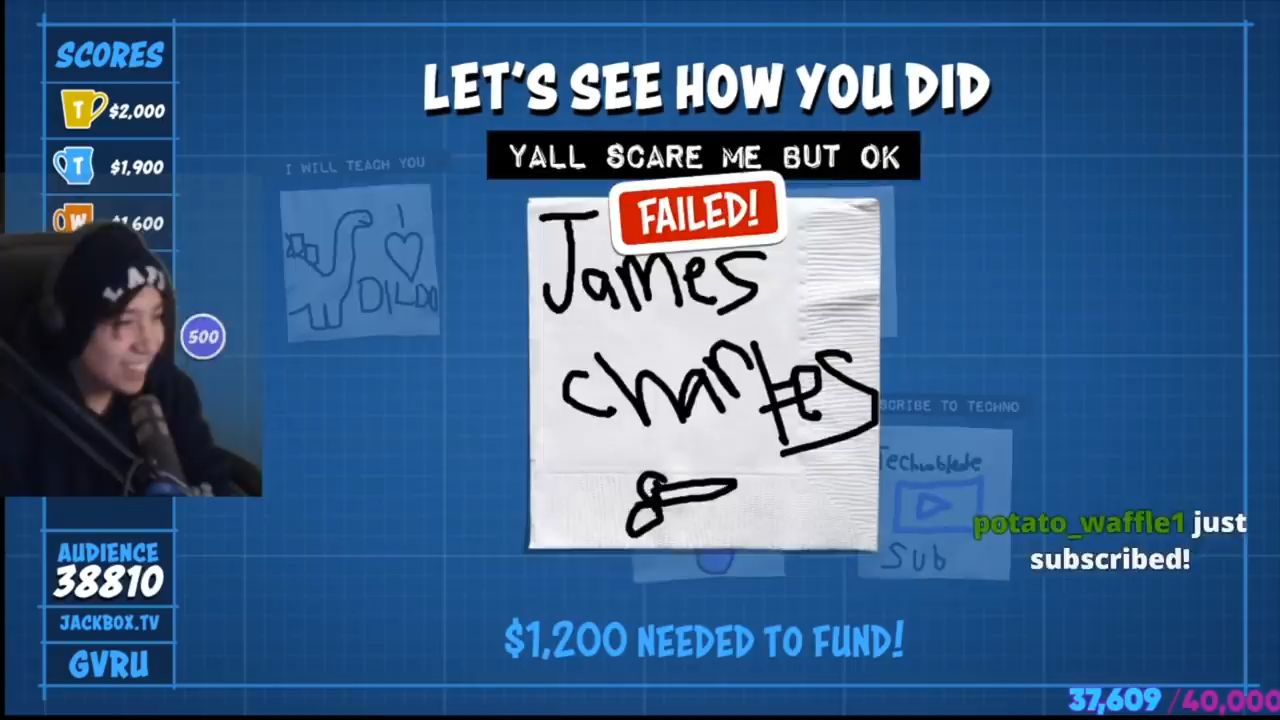 SCORES
T $2,000
T $1,900
W $1,600
500
AUDIENCE
38810
JACKBOX.TV
GVRU
LET'S SEE HOW YOU DID
YALL SCARE ME BUT OK
FAILED!
James
Charles
I WILL TEACH YOU
I
DILDO
SCRIBE TO TECHNO
Technoblade
Sub
potato_waffle1 just
subscribed!
$1,200 NEEDED TO FUND!
37,609 /40,000